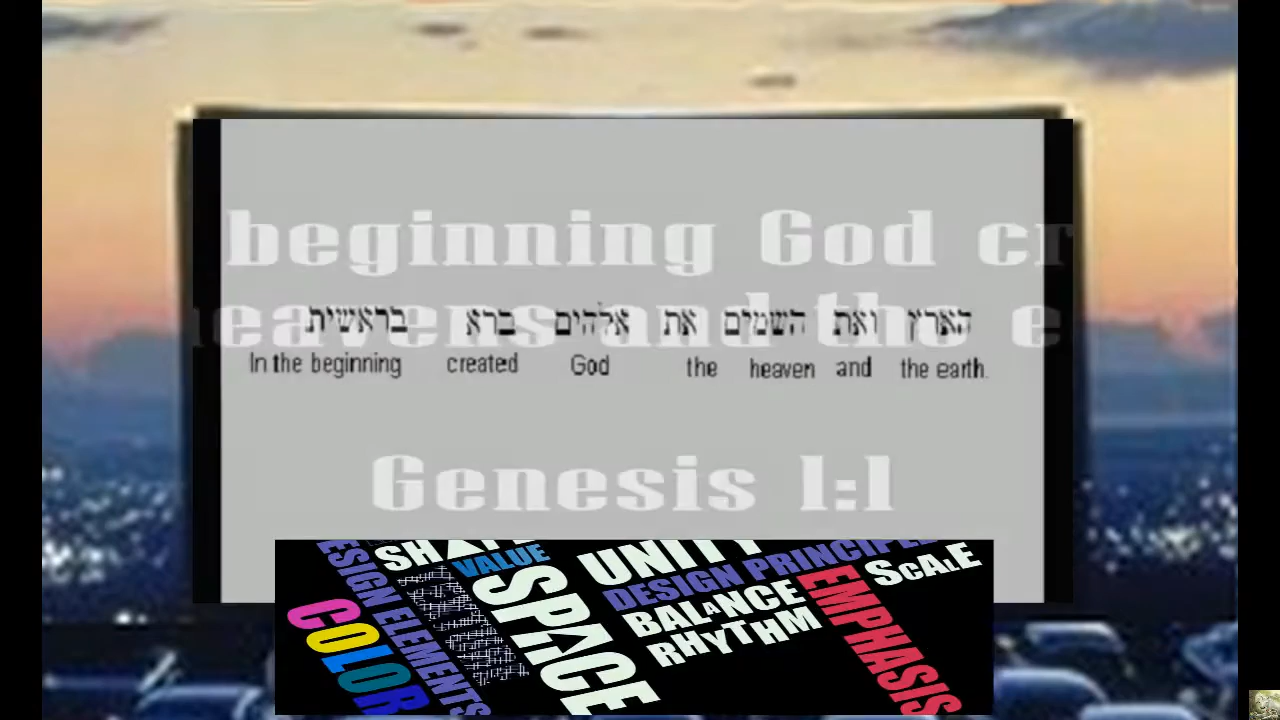 beginning God cr
eavens and the e
בראשית ברא אלהים את השמים ואת הארץ
In the beginning created God the heaven and the earth.
Genesis 1:1
SHAPE
VALUE
SPACE
DESIGN ELEMENTS
COLOR
UNITY
DESIGN PRINCIPLE
BALANCE
RHYTHM
EMPHASIS
SCALE